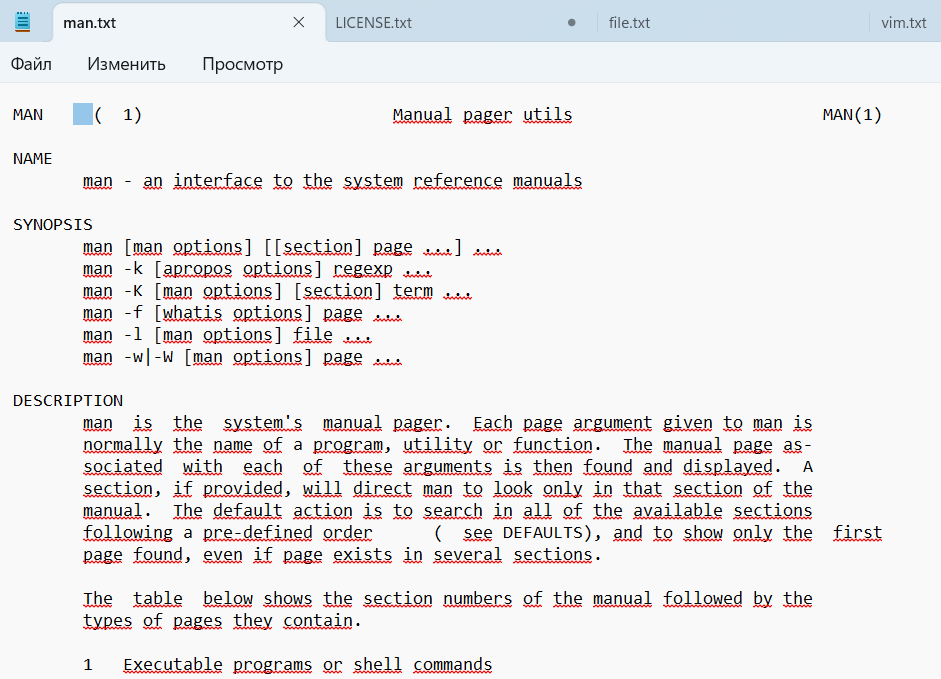 man.txt LICENSE.txt file.txt vim.txt
Файл Изменить Просмотр
MAN   (  1)                         Manual pager utils                         MAN(1)
NAME
       man - an interface to the system reference manuals
SYNOPSIS
       man [man options] [[section] page ...] ...
       man -k [apropos options] regexp ...
       man -K [man options] [section] term ...
       man -f [whatis options] page ...
       man -l [man options] file ...
       man -w|-W [man options] page ...
DESCRIPTION
       man  is  the  system's  manual pager.  Each page argument given to man is
       normally the name of a program, utility or function.  The manual page as-
       sociated  with  each  of  these arguments is then found and displayed.  A
       section, if provided, will direct man to look only in that section of the
       manual.  The default action is to search in all of the available sections
       following a pre-defined order      (  see DEFAULTS), and to show only the  first
       page found, even if page exists in several sections.
       The  table  below shows the section numbers of the manual followed by the
       types of pages they contain.
       1   Executable programs or shell commands